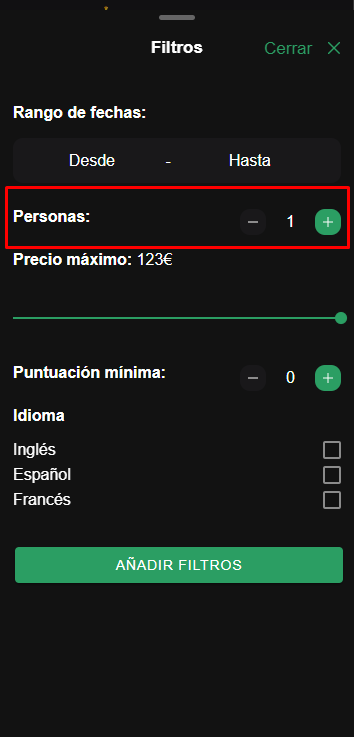 Filtros
Cerrar
Rango de fechas:
Desde - Hasta
Personas: 1
Precio máximo: 123€
Puntuación mínima: 0
Idioma
Inglés
Español
Francés
AÑADIR FILTROS